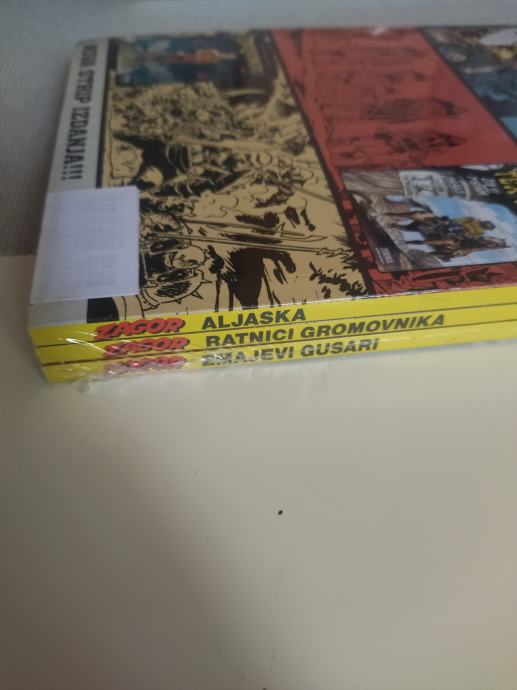 NOVA STRIP IZDANJA!!!
ZAGOR ALJASKA
ZAGOR RATNICI GROMOVNIKA
ZAGOR ZMAJEVI GUSARI